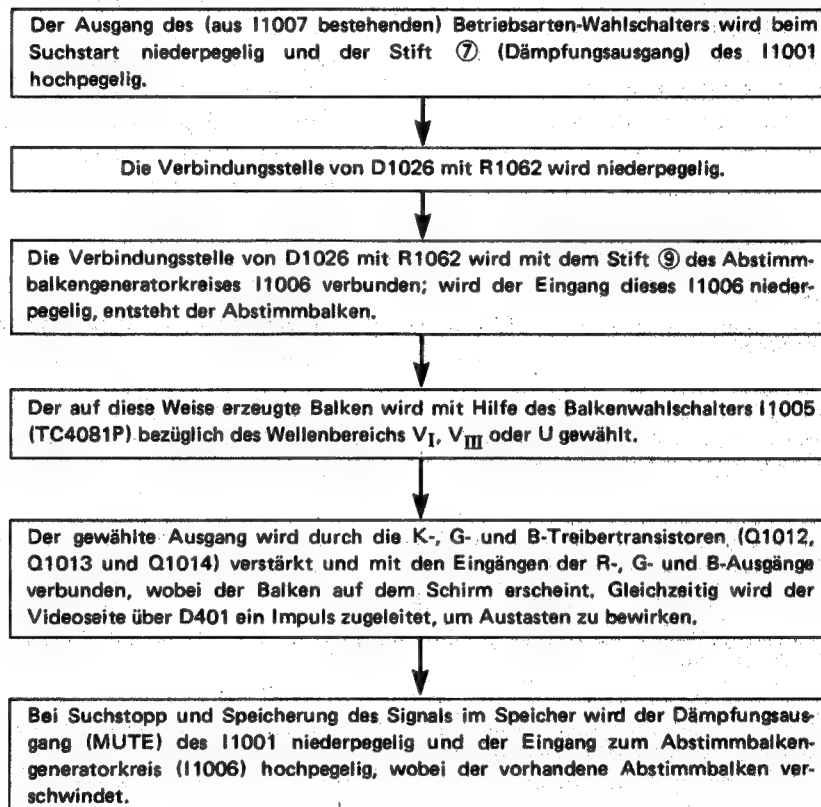 Der Ausgang des (aus I1007 bestehenden) Betriebsarten-Wahlschalters wird beim
Suchstart niederpegelig und der Stift ⑦ (Dämpfungsausgang) des I1001
hochpegelig.
Die Verbindungsstelle von D1026 mit R1062 wird niederpegelig.
Die Verbindungsstelle von D1026 mit R1062 wird mit dem Stift ⑨ des Abstimm-
balkengeneratorkreises I1006 verbunden; wird der Eingang dieses I1006 nieder-
pegelig, entsteht der Abstimmbalken.
Der auf diese Weise erzeugte Balken wird mit Hilfe des Balkenwahlschalters I1005
(TC4081P) bezüglich des Wellenbereichs VI, VIII oder U gewählt.
Der gewählte Ausgang wird durch die K-, G- und B-Treibertransistoren (Q1012,
Q1013 und Q1014) verstärkt und mit den Eingängen der R-, G- und B-Ausgänge
verbunden, wobei der Balken auf dem Schirm erscheint. Gleichzeitig wird der
Videoseite über D401 ein Impuls zugeleitet, um Austasten zu bewirken.
Bei Suchstopp und Speicherung des Signals im Speicher wird der Dämpfungsaus-
gang (MUTE) des I1001 niederpegelig und der Eingang zum Abstimmbalken-
generatorkreis (I1006) hochpegelig, wobei der vorhandene Abstimmbalken ver-
schwindet.